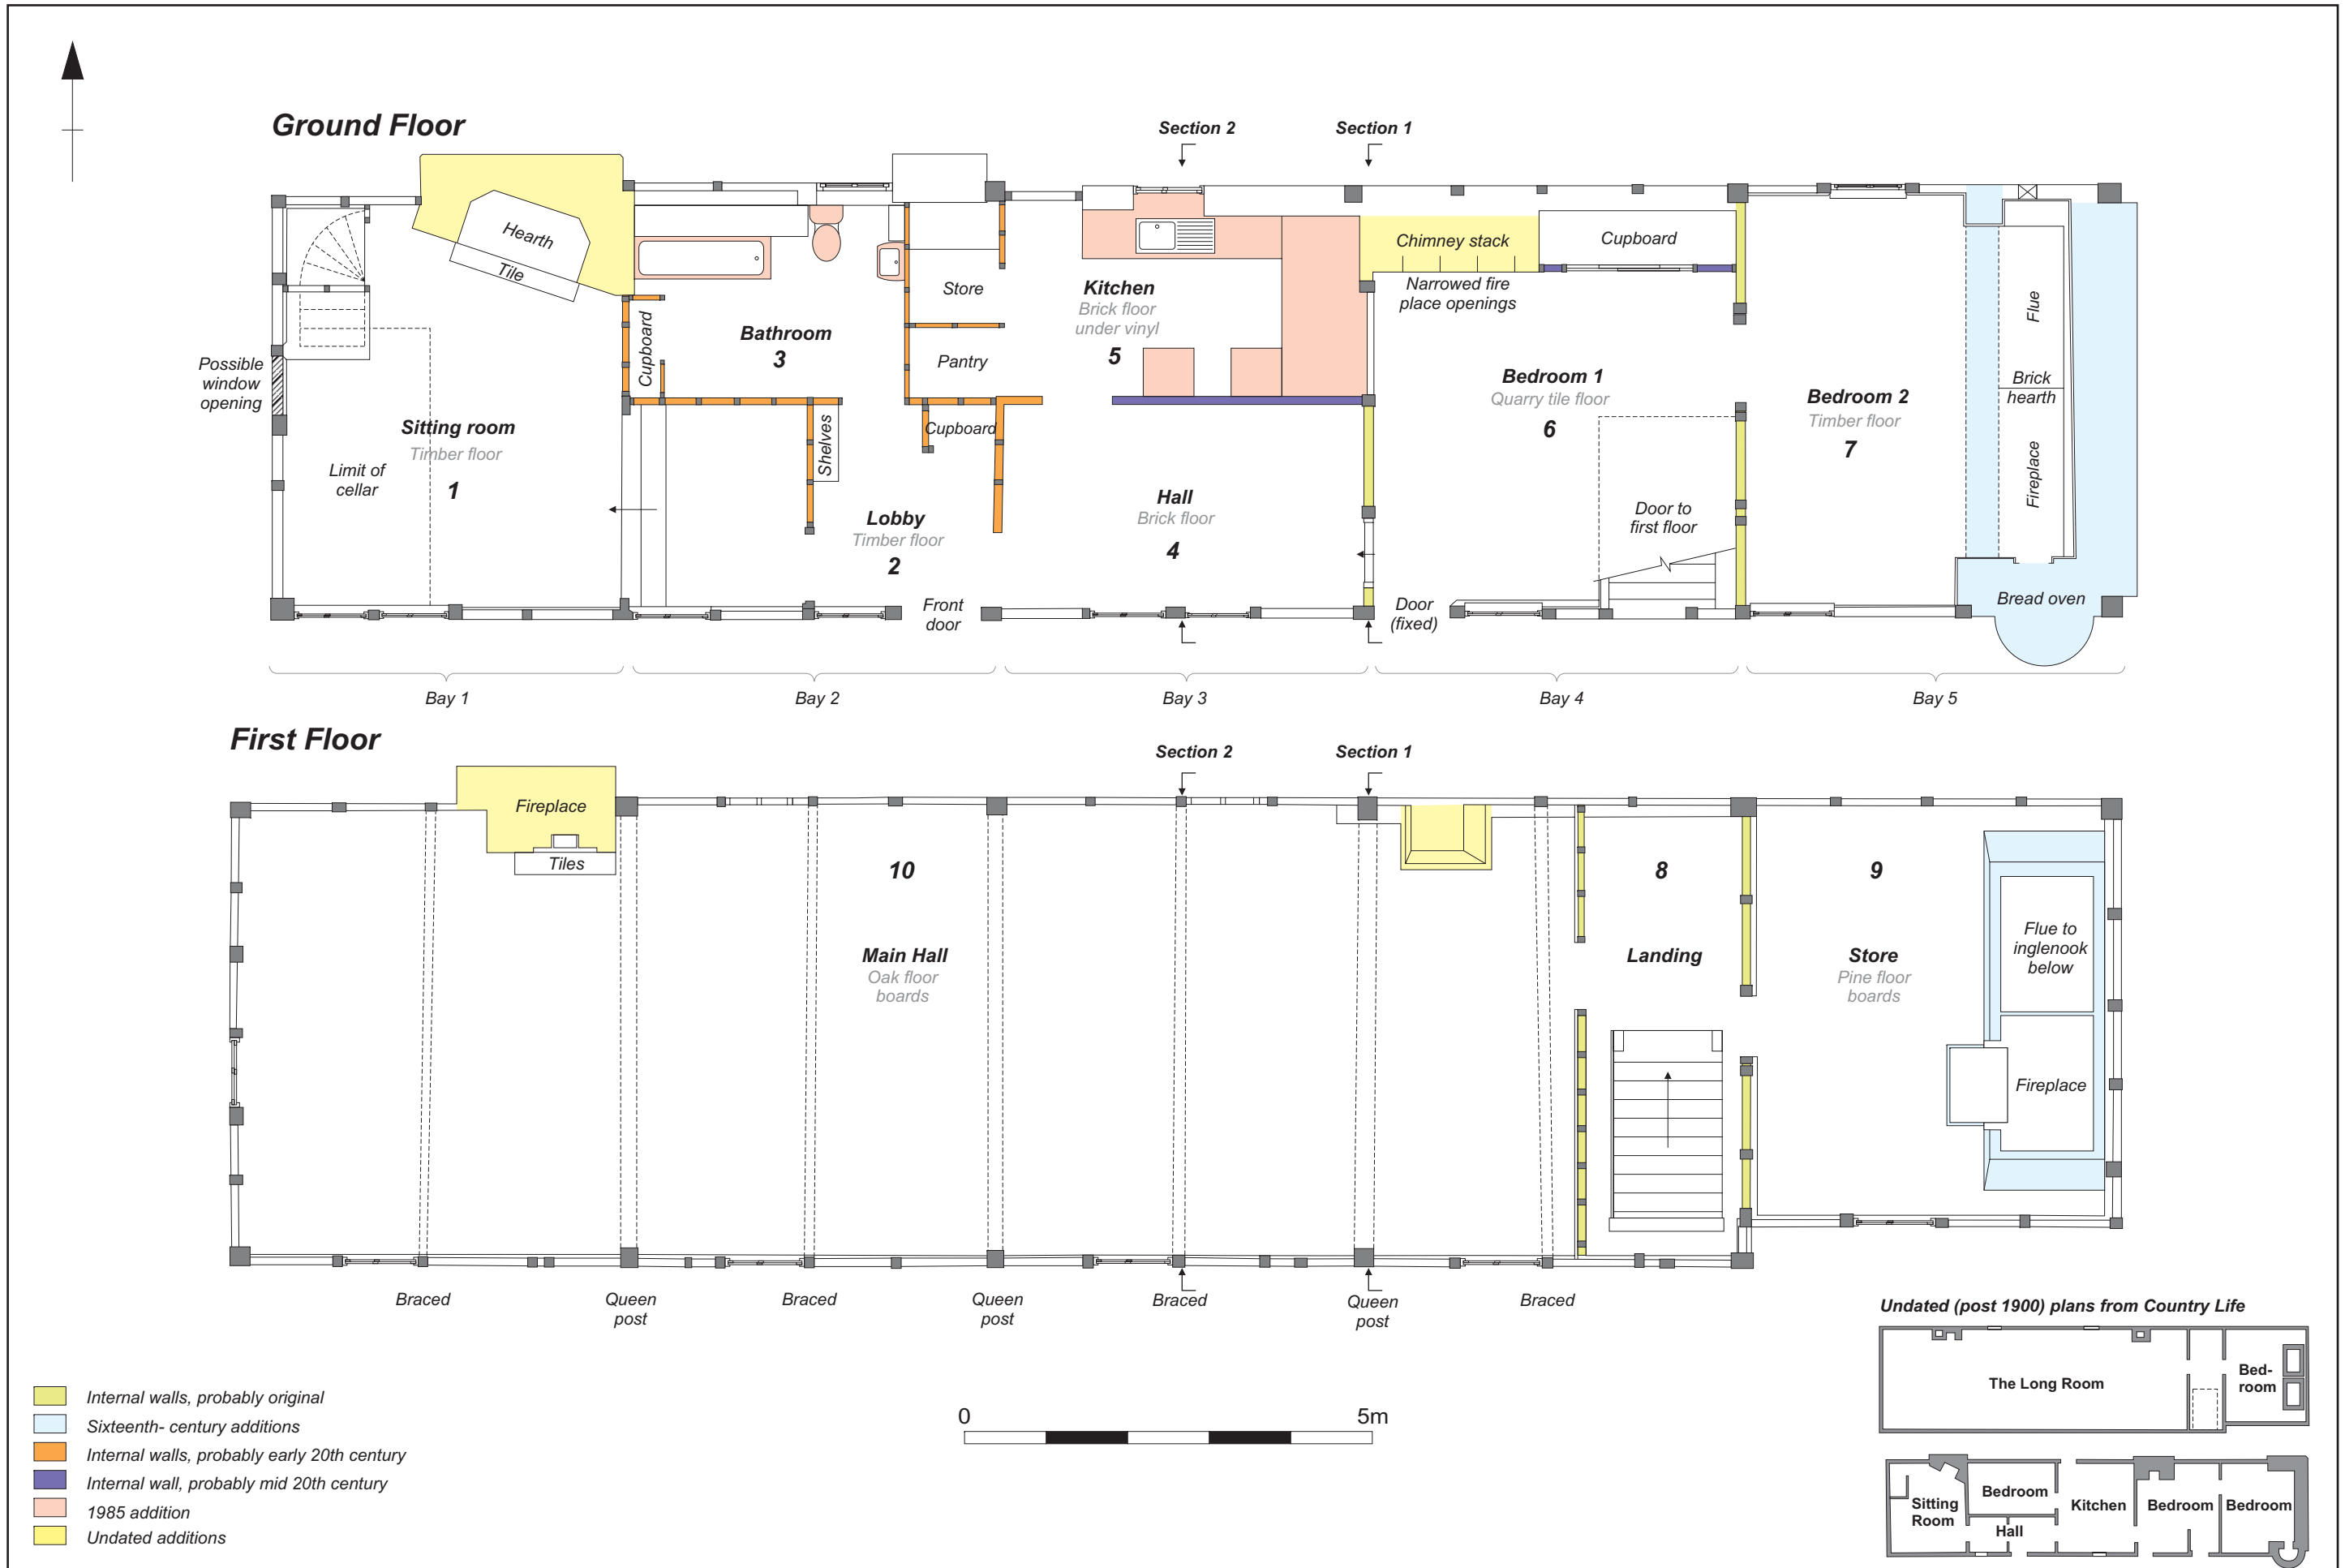 Ground Floor
Section 2
Section 1
Hearth
Tile
Chimney stack
Cupboard
Store
Kitchen
Brick floor
under vinyl
5
Narrowed fire
place openings
Flue
Cupboard
Bathroom
3
Pantry
Possible
window
opening
Bedroom 1
Quarry tile floor
6
Bedroom 2
Timber floor
7
Brick
hearth
Sitting room
Timber floor
1
Limit of
cellar
Shelves
Cupboard
Fireplace
Hall
Brick floor
4
Door to
first floor
Lobby
Timber floor
2
Front
door
Door
(fixed)
Bread oven
Bay 1
Bay 2
Bay 3
Bay 4
Bay 5
First Floor
Section 2
Section 1
Fireplace
Tiles
10
Main Hall
Oak floor
boards
8
Landing
9
Store
Pine floor
boards
Flue to
inglenook
below
Fireplace
Braced
Queen
post
Braced
Queen
post
Braced
Queen
post
Braced
Undated (post 1900) plans from Country Life
The Long Room
Bed-
room
Sitting
Room
Bedroom
Hall
Kitchen
Bedroom
Bedroom
Internal walls, probably original
Sixteenth- century additions
Internal walls, probably early 20th century
Internal wall, probably mid 20th century
1985 addition
Undated additions
0
5m